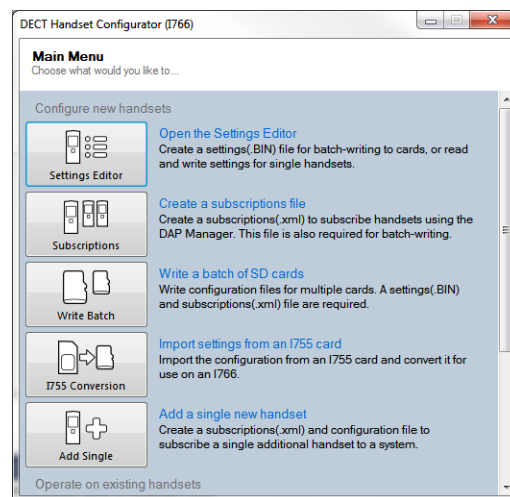 DECT Handset Configurator (I766)
Main Menu
Choose what would you like to...
Configure new handsets
Settings Editor
Open the Settings Editor
Create a settings(.BIN) file for batch-writing to cards, or read
and write settings for single handsets.
Subscriptions
Create a subscriptions file
Create a subscriptions(.xml) to subscribe handsets using the
DAP Manager. This file is also required for batch-writing.
Write Batch
Write a batch of SD cards
Write configuration files for multiple cards. A settings(.BIN)
and subscriptions(.xml) file are required.
I755 Conversion
Import settings from an I755 card
Import the configuration from an I755 card and convert it for
use on an I766.
Add Single
Add a single new handset
Create a subscriptions(.xml) and configuration file to
subscribe a single additional handset to a system.
Operate on existing handsets